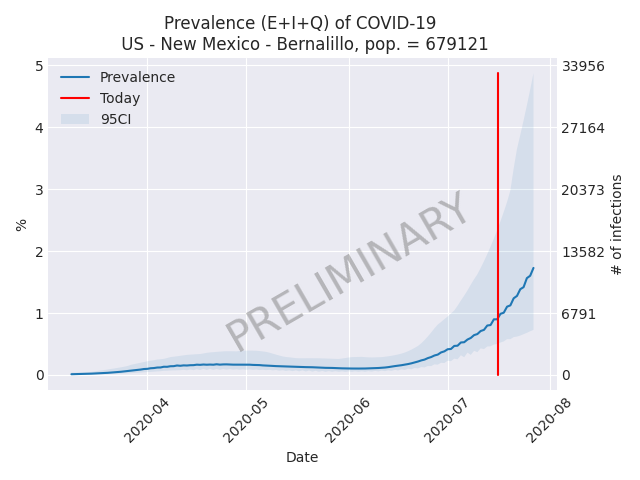 Prevalence (E+I+Q) of COVID-19
US - New Mexico - Bernalillo, pop. = 679121
Prevalence
Today
95CI
5
4
3
2
1
0
%
33956
27164
20373
13582
6791
0
# of infections
PRELIMINARY
2020-04
2020-05
2020-06
2020-07
2020-08
Date